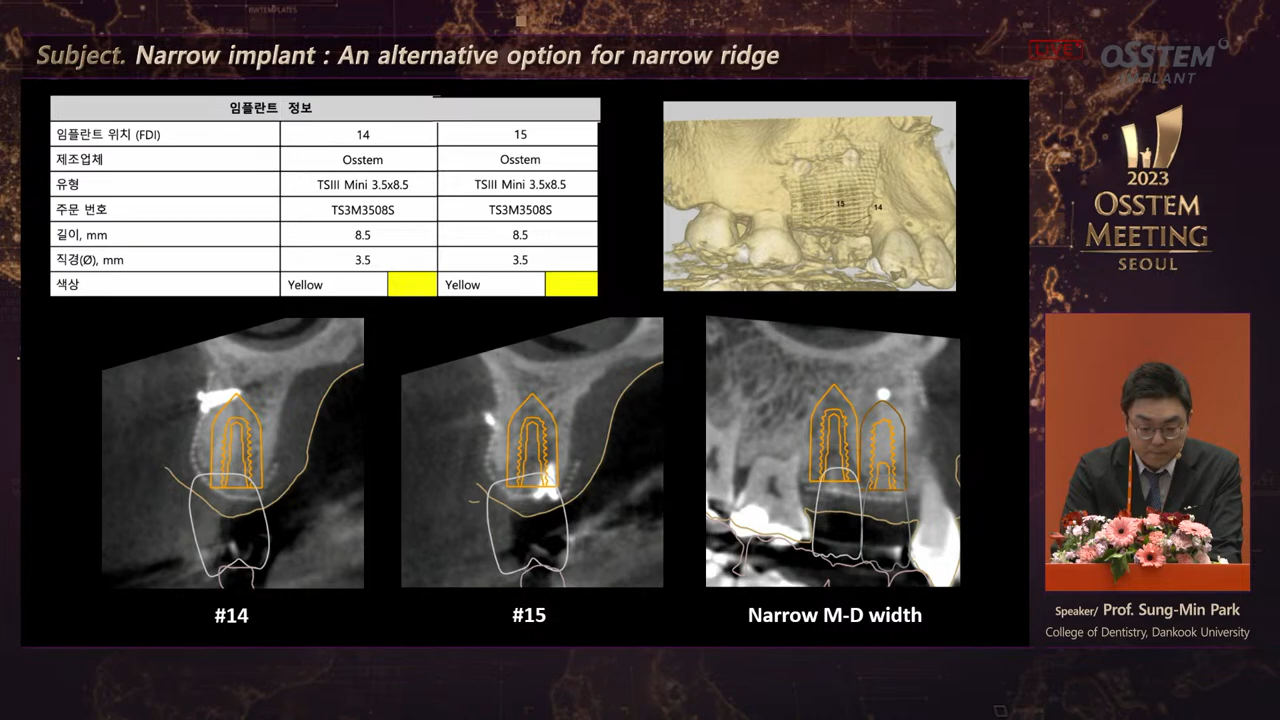 RWTEMPLATES
Subject. Narrow implant : An alternative option for narrow ridge
LIVE
OSSTEM
IMPLANT
임플란트 정보
임플란트 위치 (FDI) 14 15
제조업체 Osstem Osstem
유형 TSIII Mini 3.5x8.5 TSIII Mini 3.5x8.5
주문 번호 TS3M3508S TS3M3508S
길이, mm 8.5 8.5
직경(Ø), mm 3.5 3.5
색상 Yellow Yellow
15 14
2023
OSSTEM
MEETING
SEOUL
#14
#15
Narrow M-D width
Speaker/ Prof. Sung-Min Park
College of Dentistry, Dankook University